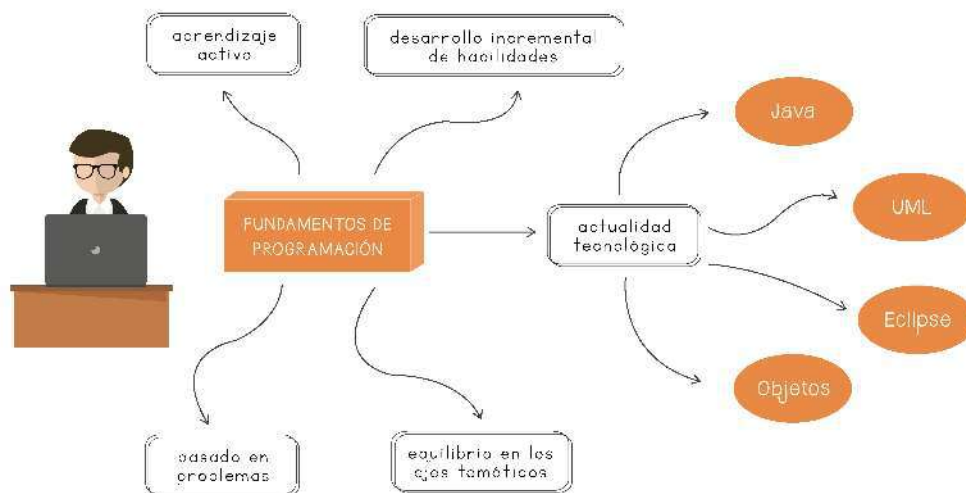 aprendizaje
activo
desarrollo incremental
de habilidades
Java
UML
FUNDAMENTOS DE
PROGRAMACIÓN
actualidad
tecnológica
Eclipse
Objetos
basado en
problemas
equilibrio en los
ejes temáticos